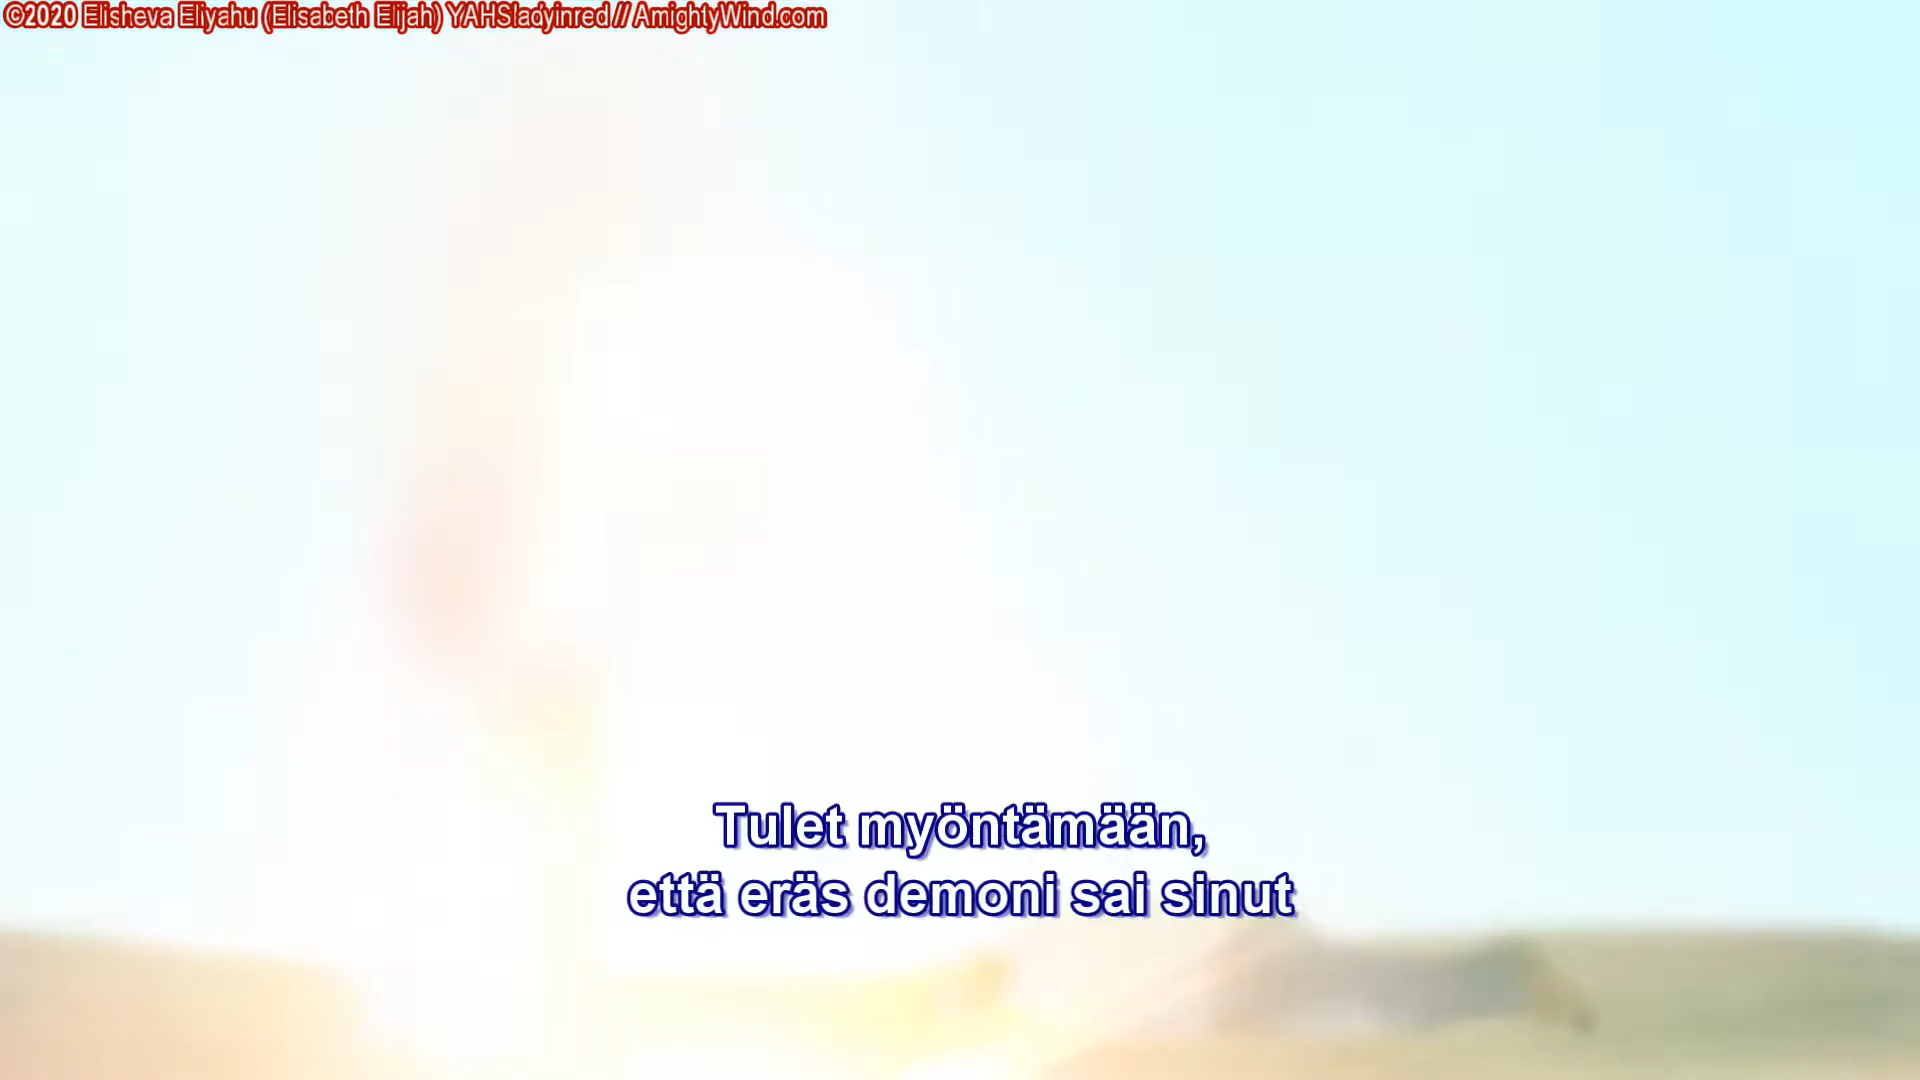 ©2020 Elisheva Eliyahu (Elisabeth Elijah) YAHSladyinred // AmightyWind.com
Tulet myöntämään,
että eräs demoni sai sinut